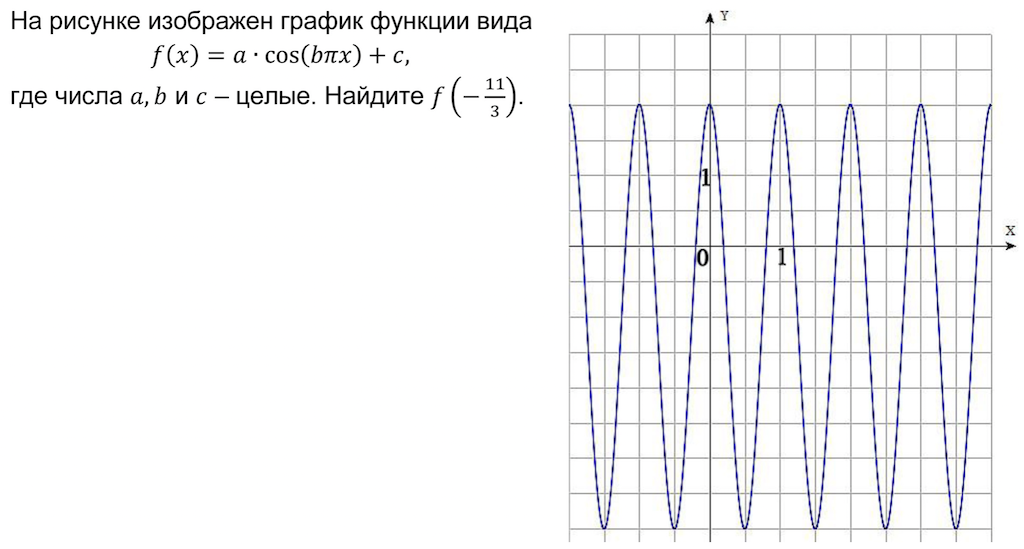 На рисунке изображен график функции вида
f(x) = a · cos(bπx) + c,
где числа a, b и c – целые. Найдите f(−11/3).
Y
1
X
0
1